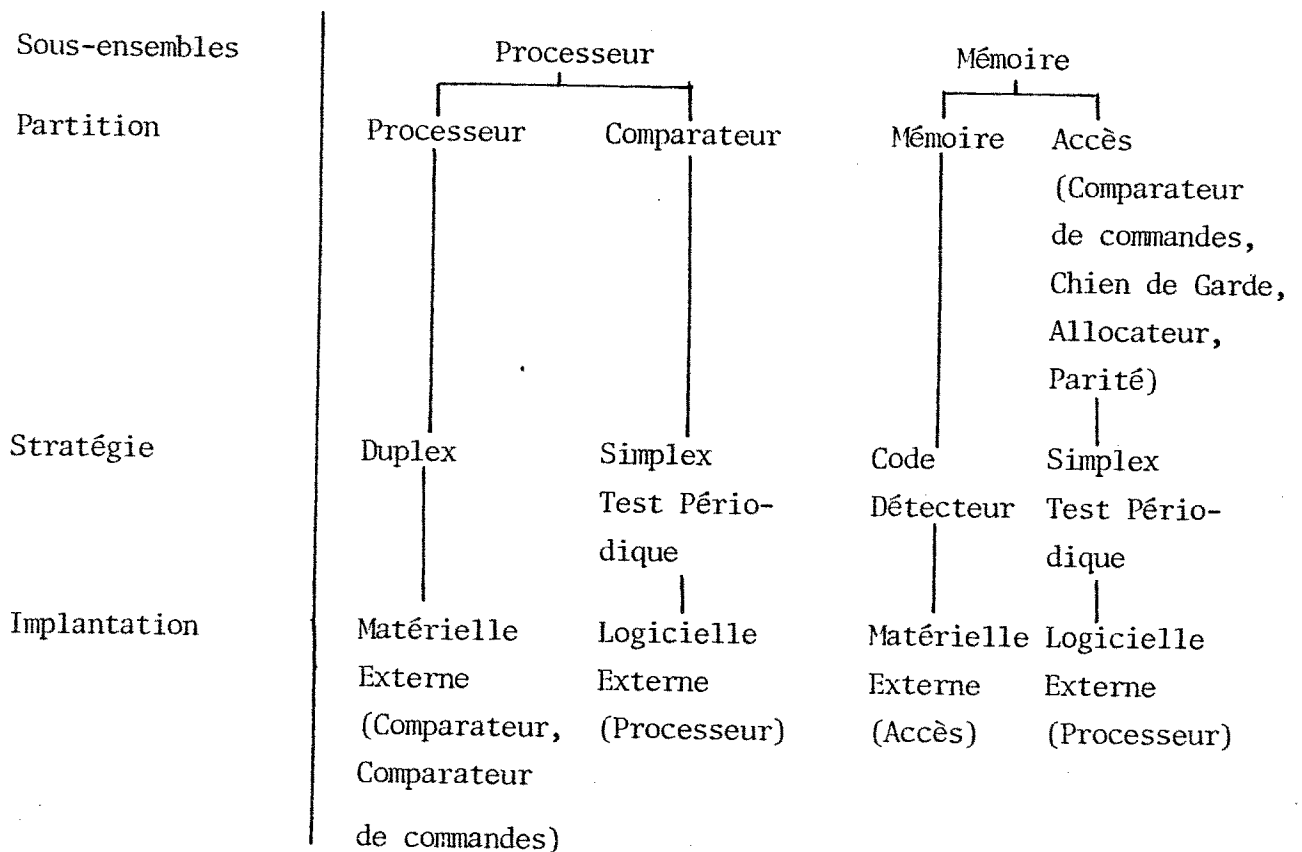 Sous-ensembles Processeur Mémoire
Partition Processeur Comparateur Mémoire Accès
(Comparateur
de commandes,
Chien de Garde,
Allocateur,
Parité)
Stratégie Duplex Simplex Code Simplex
Test Pério- Détecteur Test Pério-
dique dique
Implantation Matérielle Logicielle Matérielle Logicielle
Externe Externe Externe Externe
(Comparateur, (Processeur) (Accès) (Processeur)
Comparateur
de commandes)